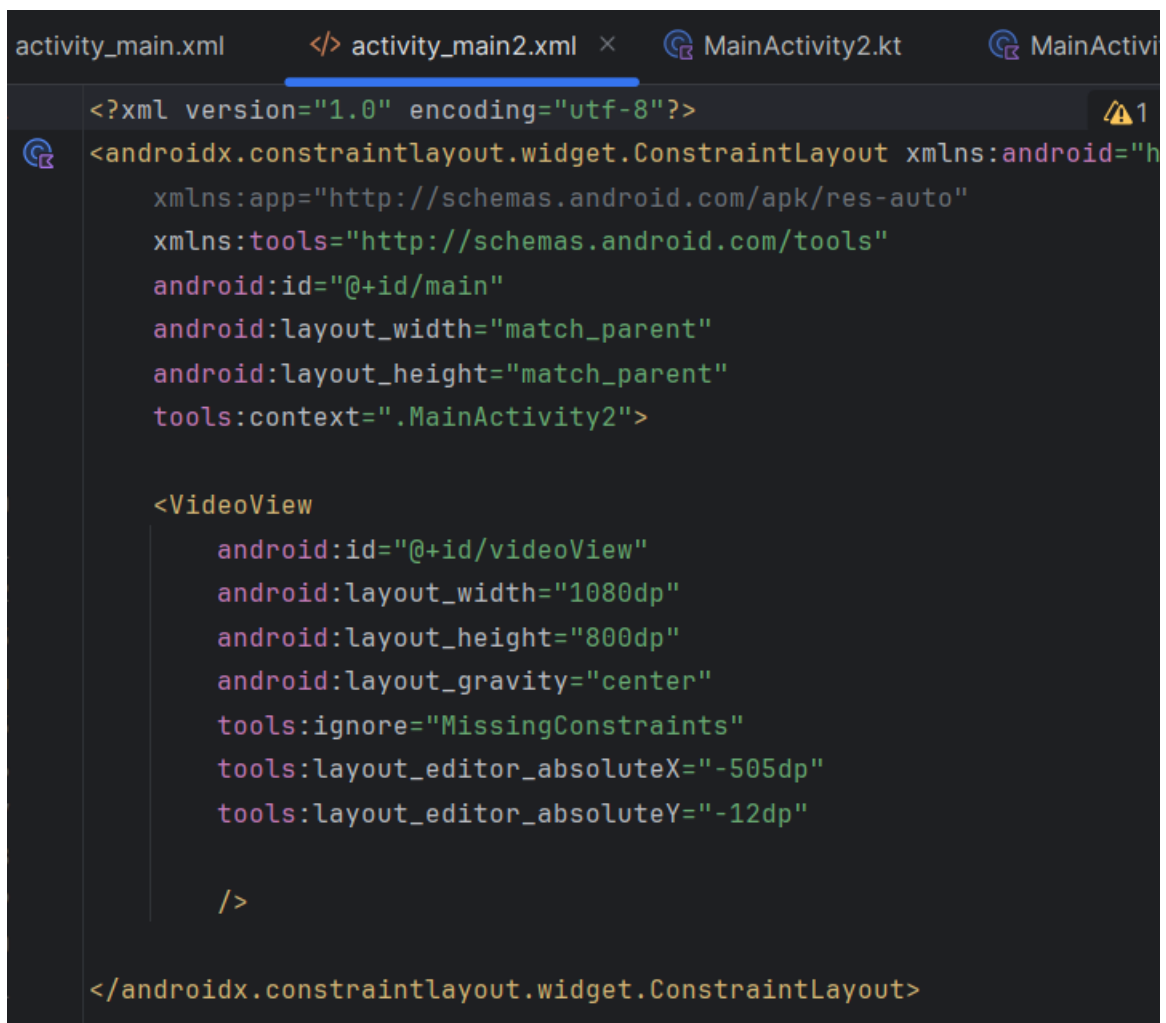 activity_main.xml </> activity_main2.xml × MainActivity2.kt MainActivi
<?xml version="1.0" encoding="utf-8"?> 1
<androidx.constraintlayout.widget.ConstraintLayout xmlns:android="h
xmlns:app="http://schemas.android.com/apk/res-auto"
xmlns:tools="http://schemas.android.com/tools"
android:id="@+id/main"
android:layout_width="match_parent"
android:layout_height="match_parent"
tools:context=".MainActivity2">
<VideoView
android:id="@+id/videoView"
android:layout_width="1080dp"
android:layout_height="800dp"
android:layout_gravity="center"
tools:ignore="MissingConstraints"
tools:layout_editor_absoluteX="-505dp"
tools:layout_editor_absoluteY="-12dp"
/>
</androidx.constraintlayout.widget.ConstraintLayout>